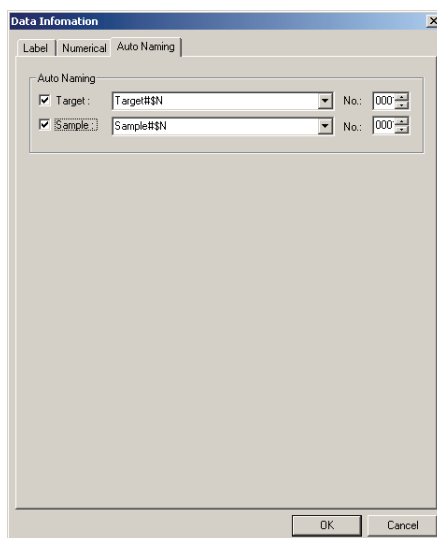 Data Infomation
Label Numerical Auto Naming
Auto Naming
Target : Target#$N No.: 000
Sample : Sample#$N No.: 000
OK Cancel